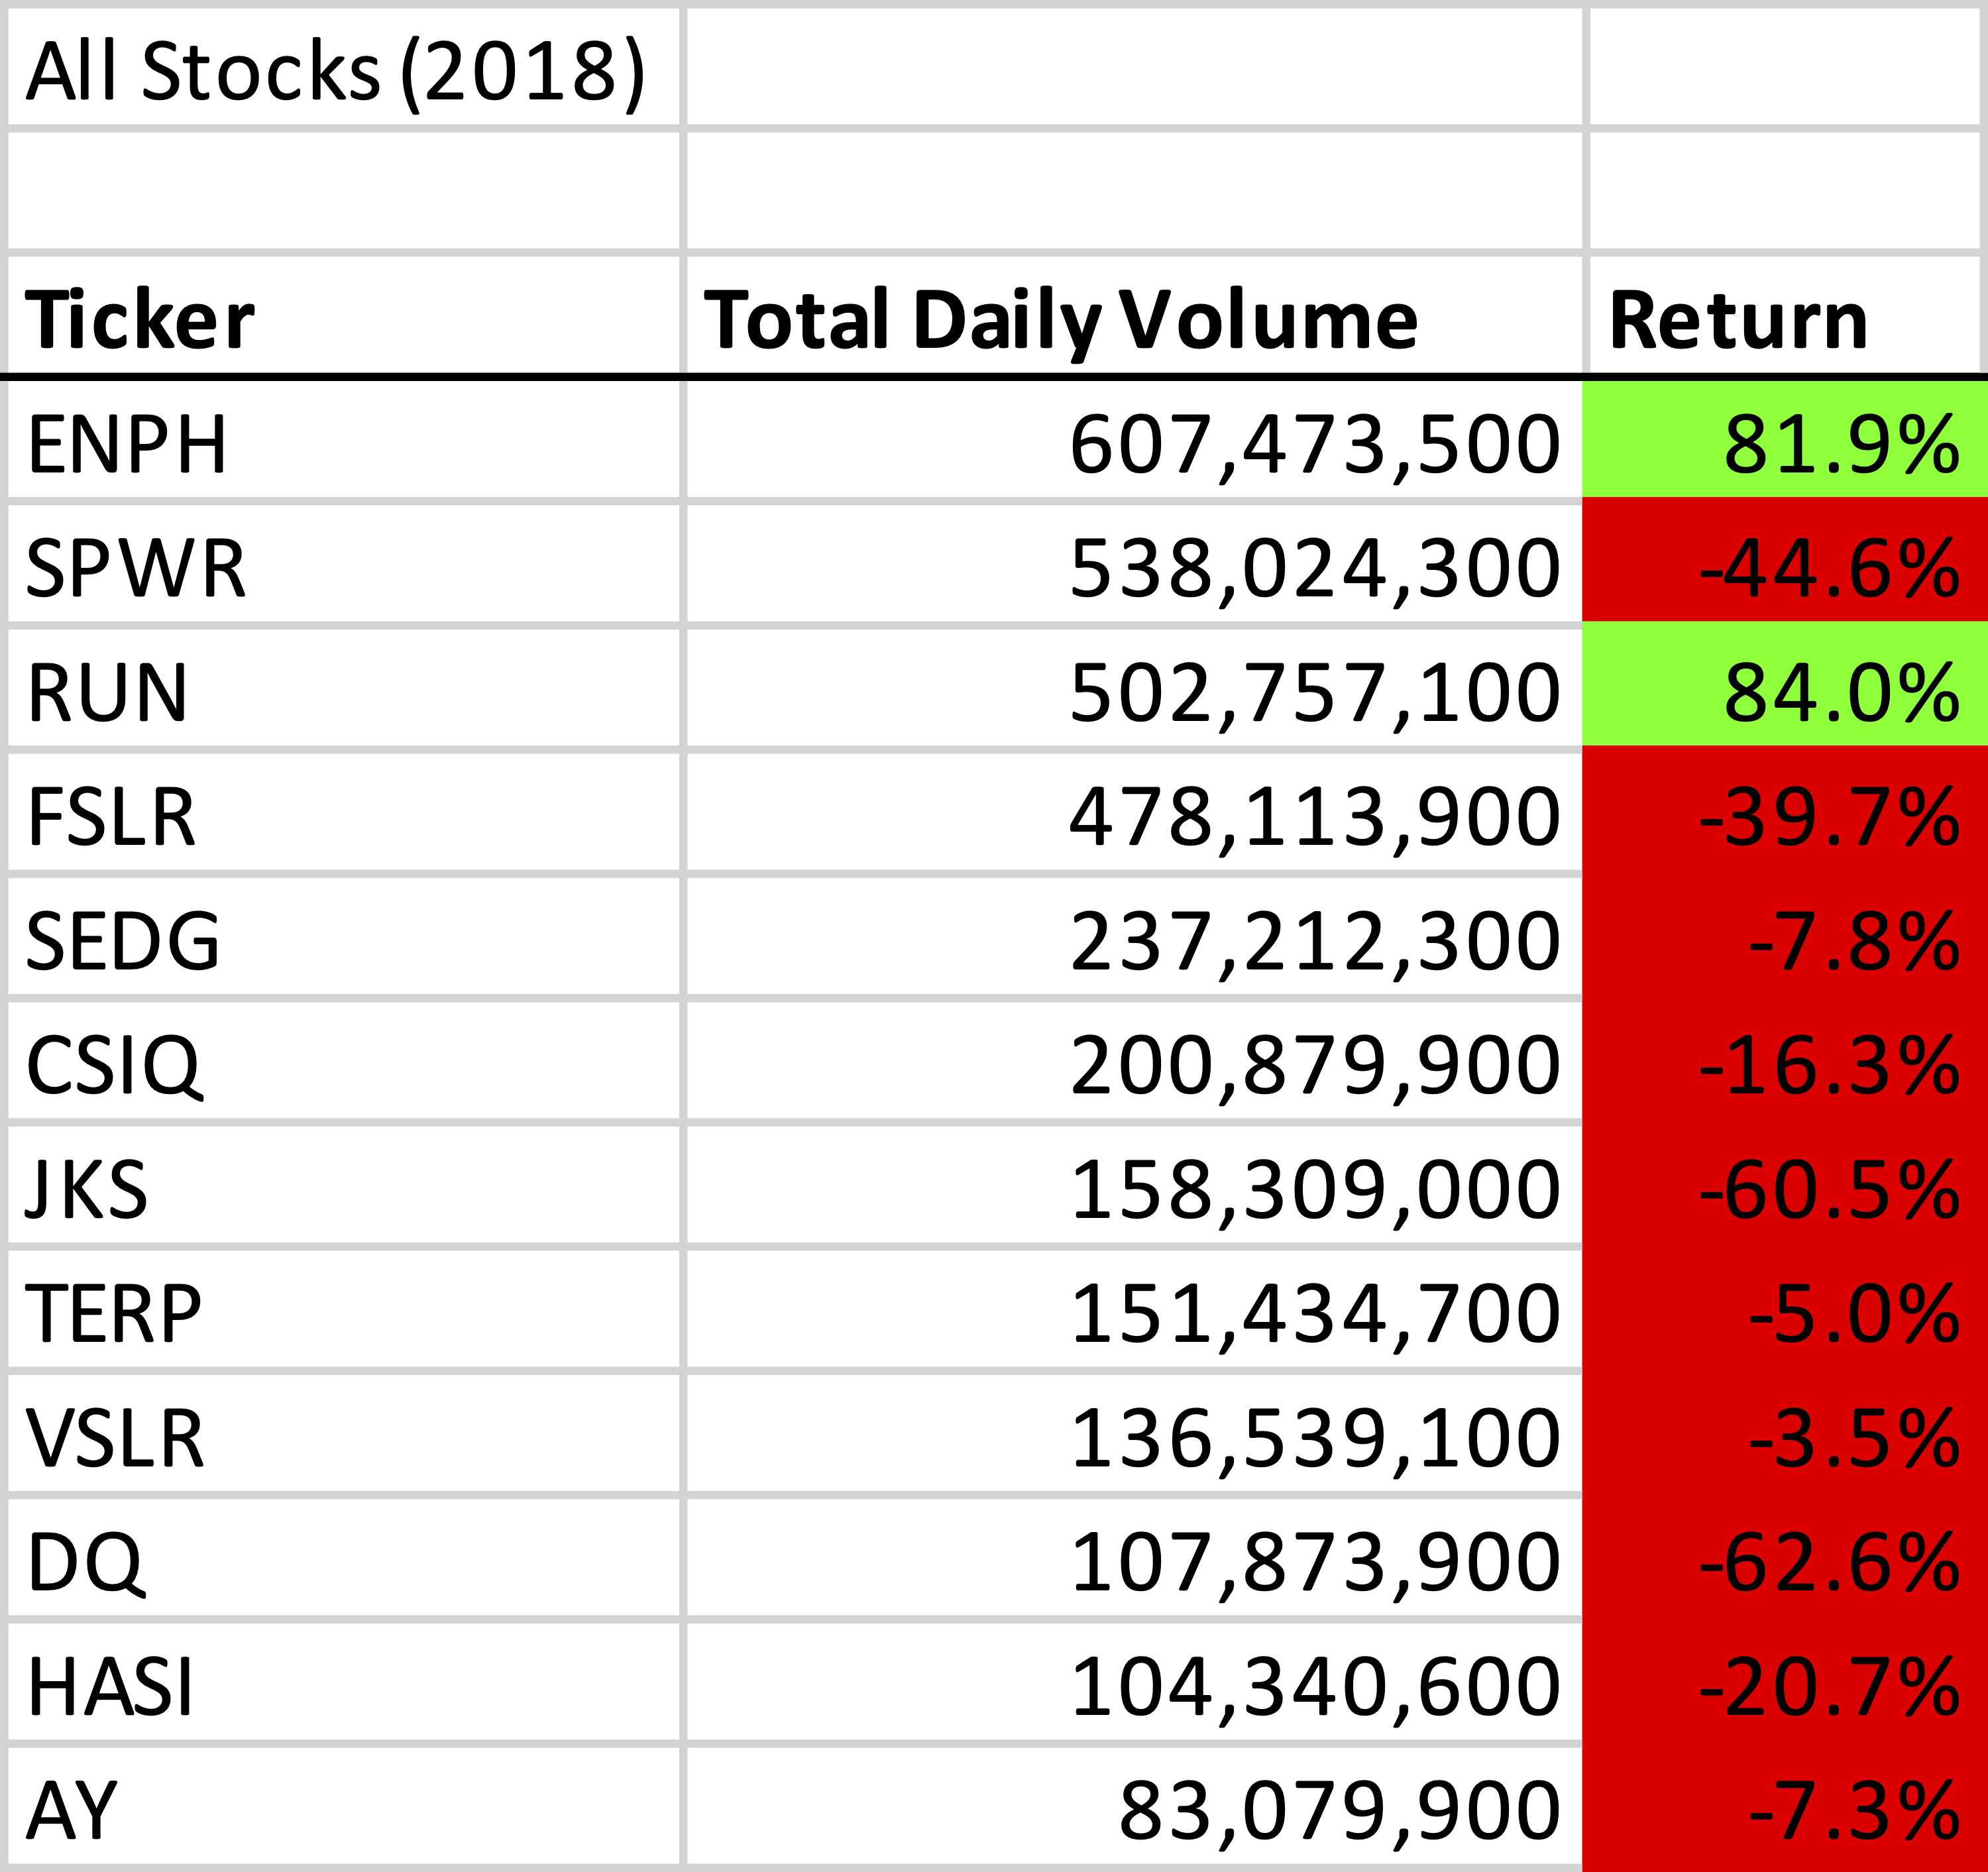 All Stocks (2018)
Ticker Total Daily Volume Return
ENPH 607,473,500 81.9%
SPWR 538,024,300 -44.6%
RUN 502,757,100 84.0%
FSLR 478,113,900 -39.7%
SEDG 237,212,300 -7.8%
CSIQ 200,879,900 -16.3%
JKS 158,309,000 -60.5%
TERP 151,434,700 -5.0%
VSLR 136,539,100 -3.5%
DQ 107,873,900 -62.6%
HASI 104,340,600 -20.7%
AY 83,079,900 -7.3%